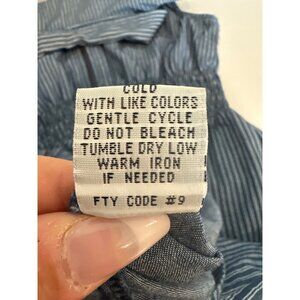 COLD
WITH LIKE COLORS
GENTLE CYCLE
DO NOT BLEACH
TUMBLE DRY LOW
WARM IRON
IF NEEDED
FTY CODE #9